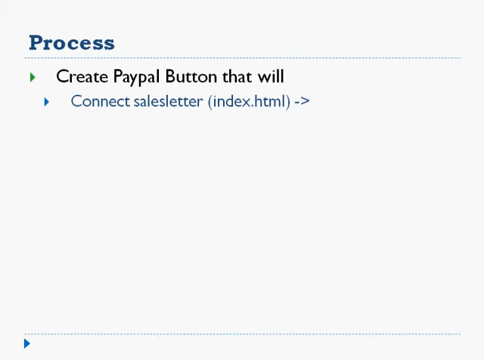 Process
Create Paypal Button that will
Connect salesletter (index.html) ->